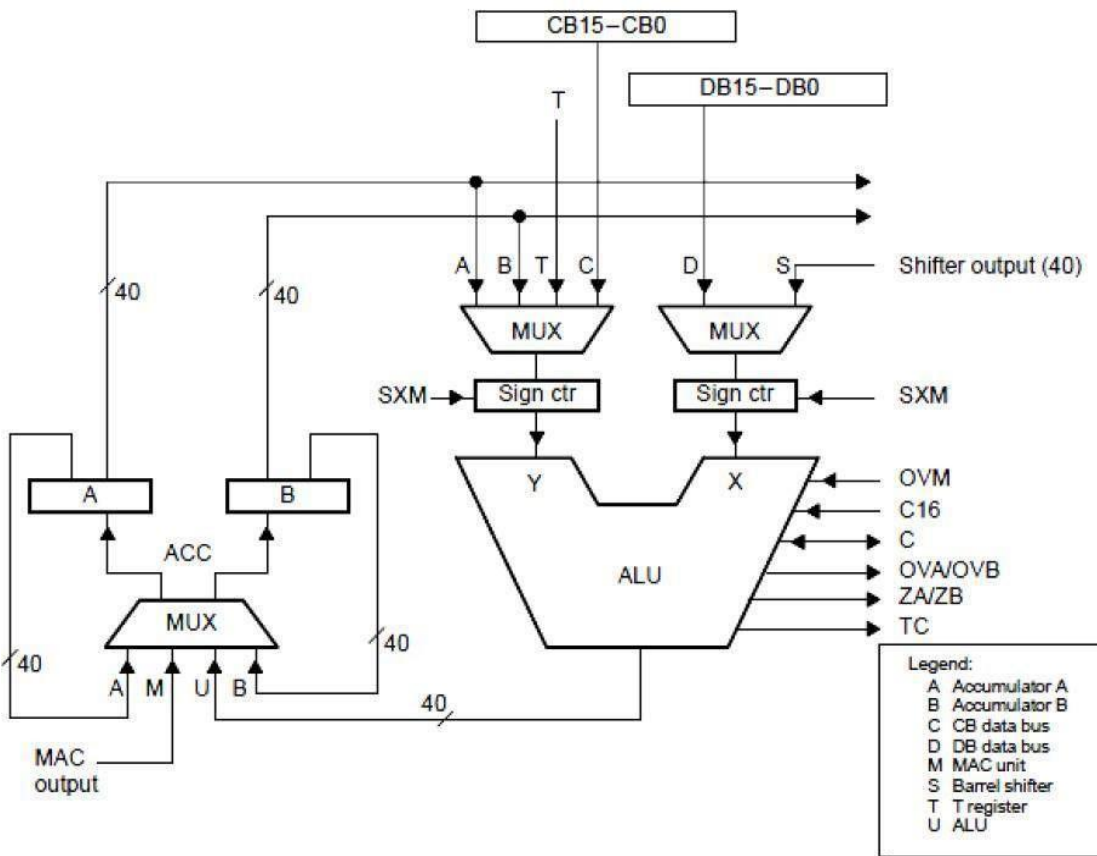 CB15–CB0
DB15–DB0
T
A B T C D S Shifter output (40)
40
40
MUX MUX
SXM Sign ctr Sign ctr SXM
Y X OVM
A B
C16
ACC C
ALU OVA/OVB
ZA/ZB
MUX TC
40 40
A M U B
40
MAC
output
Legend:
A Accumulator A
B Accumulator B
C CB data bus
D DB data bus
M MAC unit
S Barrel shifter
T T register
U ALU